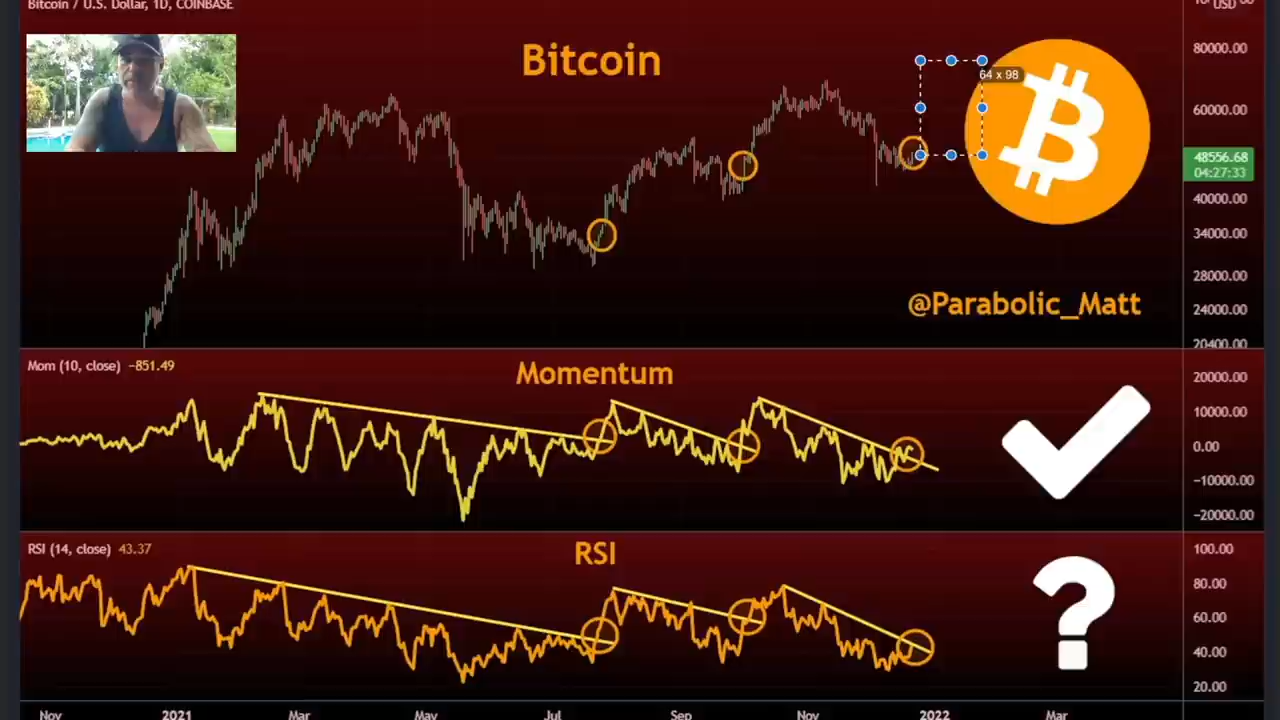 Bitcoin / U.S. Dollar, 1D, COINBASE
USD
Bitcoin
80000.00
64 x 98
60000.00
48556.68
04:27:33
40000.00
34000.00
28000.00
@Parabolic_Matt
24000.00
20400.00
Mom (10, close) −851.49
Momentum
20000.00
10000.00
0.00
−10000.00
−20000.00
RSI (14, close) 43.37
RSI
100.00
80.00
60.00
40.00
20.00
Nov 2021 Mar May Jul Sep Nov 2022 Mar